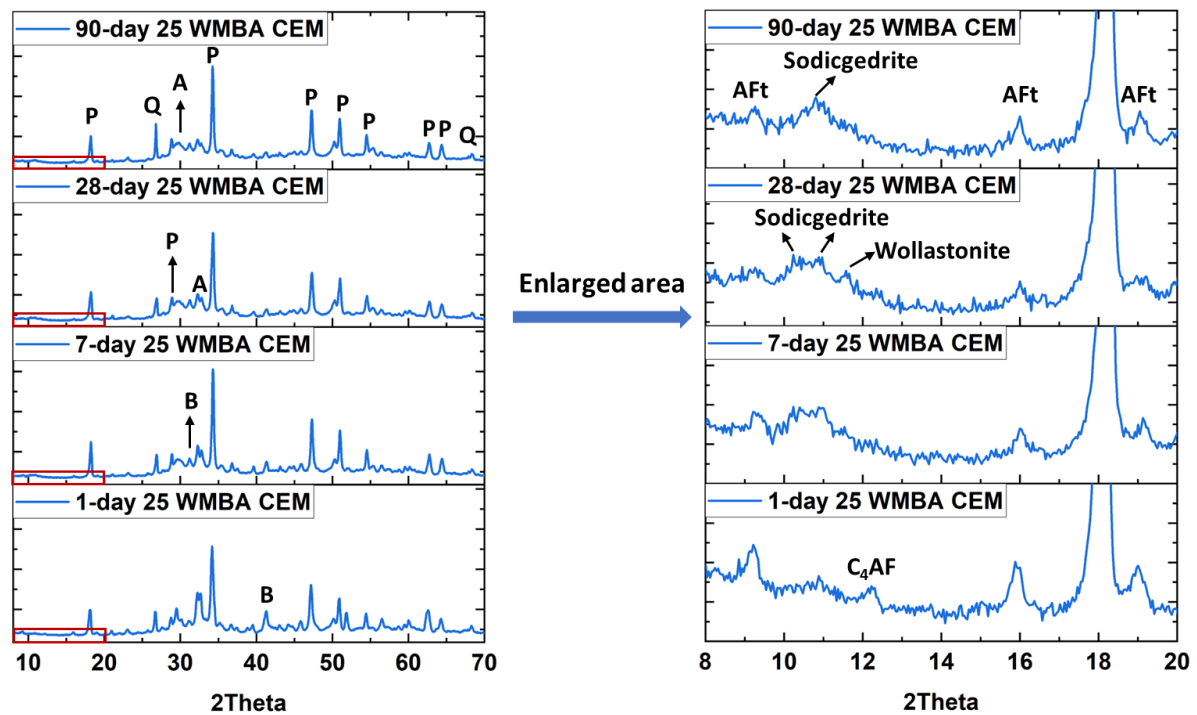 90-day 25 WMBA CEM
P
A
Q
P
P
P
P
P P
Q
28-day 25 WMBA CEM
P
A
7-day 25 WMBA CEM
B
1-day 25 WMBA CEM
B
10 20 30 40 50 60 70
2Theta
Enlarged area
90-day 25 WMBA CEM
Sodicgedrite
AFt
AFt
AFt
28-day 25 WMBA CEM
Sodicgedrite
Wollastonite
7-day 25 WMBA CEM
1-day 25 WMBA CEM
C₄AF
8 10 12 14 16 18 20
2Theta